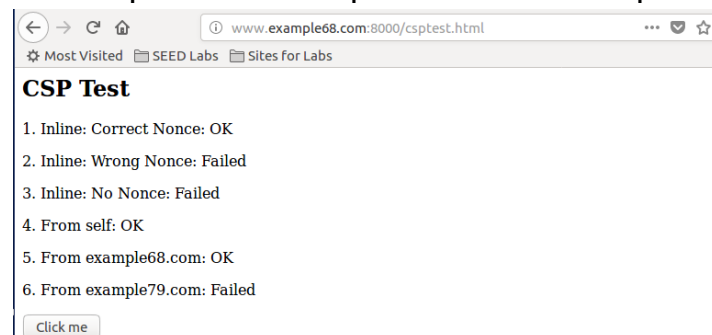 www.example68.com:8000/csptest.html
Most Visited SEED Labs Sites for Labs
CSP Test
1. Inline: Correct Nonce: OK
2. Inline: Wrong Nonce: Failed
3. Inline: No Nonce: Failed
4. From self: OK
5. From example68.com: OK
6. From example79.com: Failed
Click me